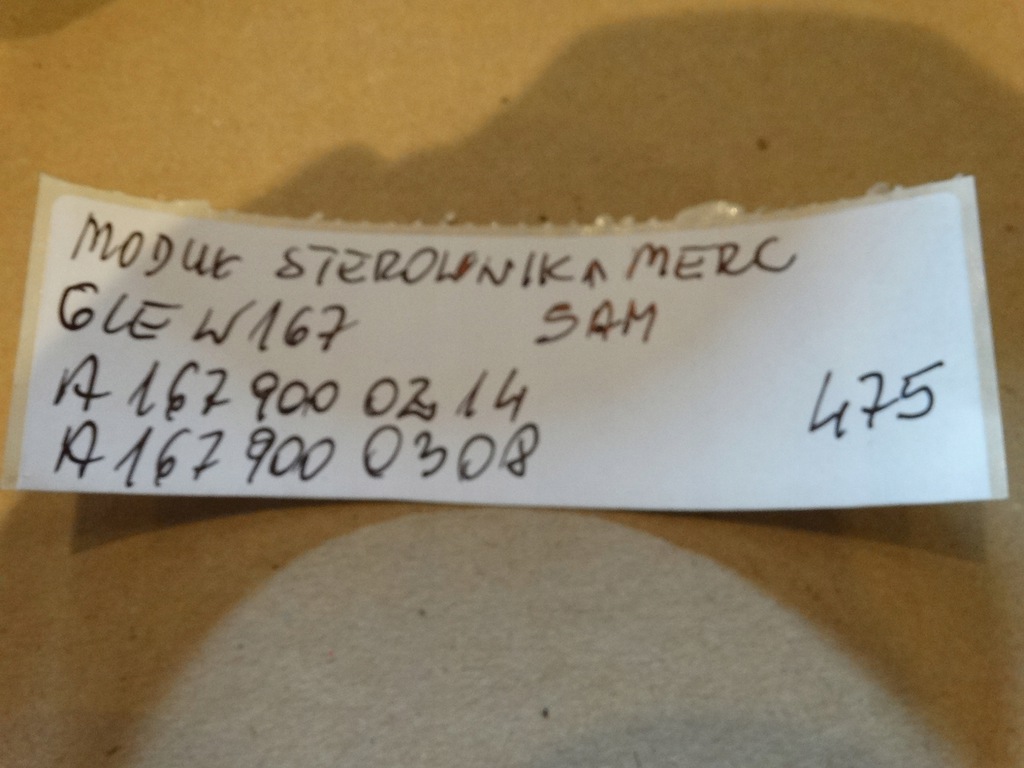 MODUŁ STEROWNIKA MERC
GLE W167 SAM
A 167 900 02 14
A 167 900 0308
475